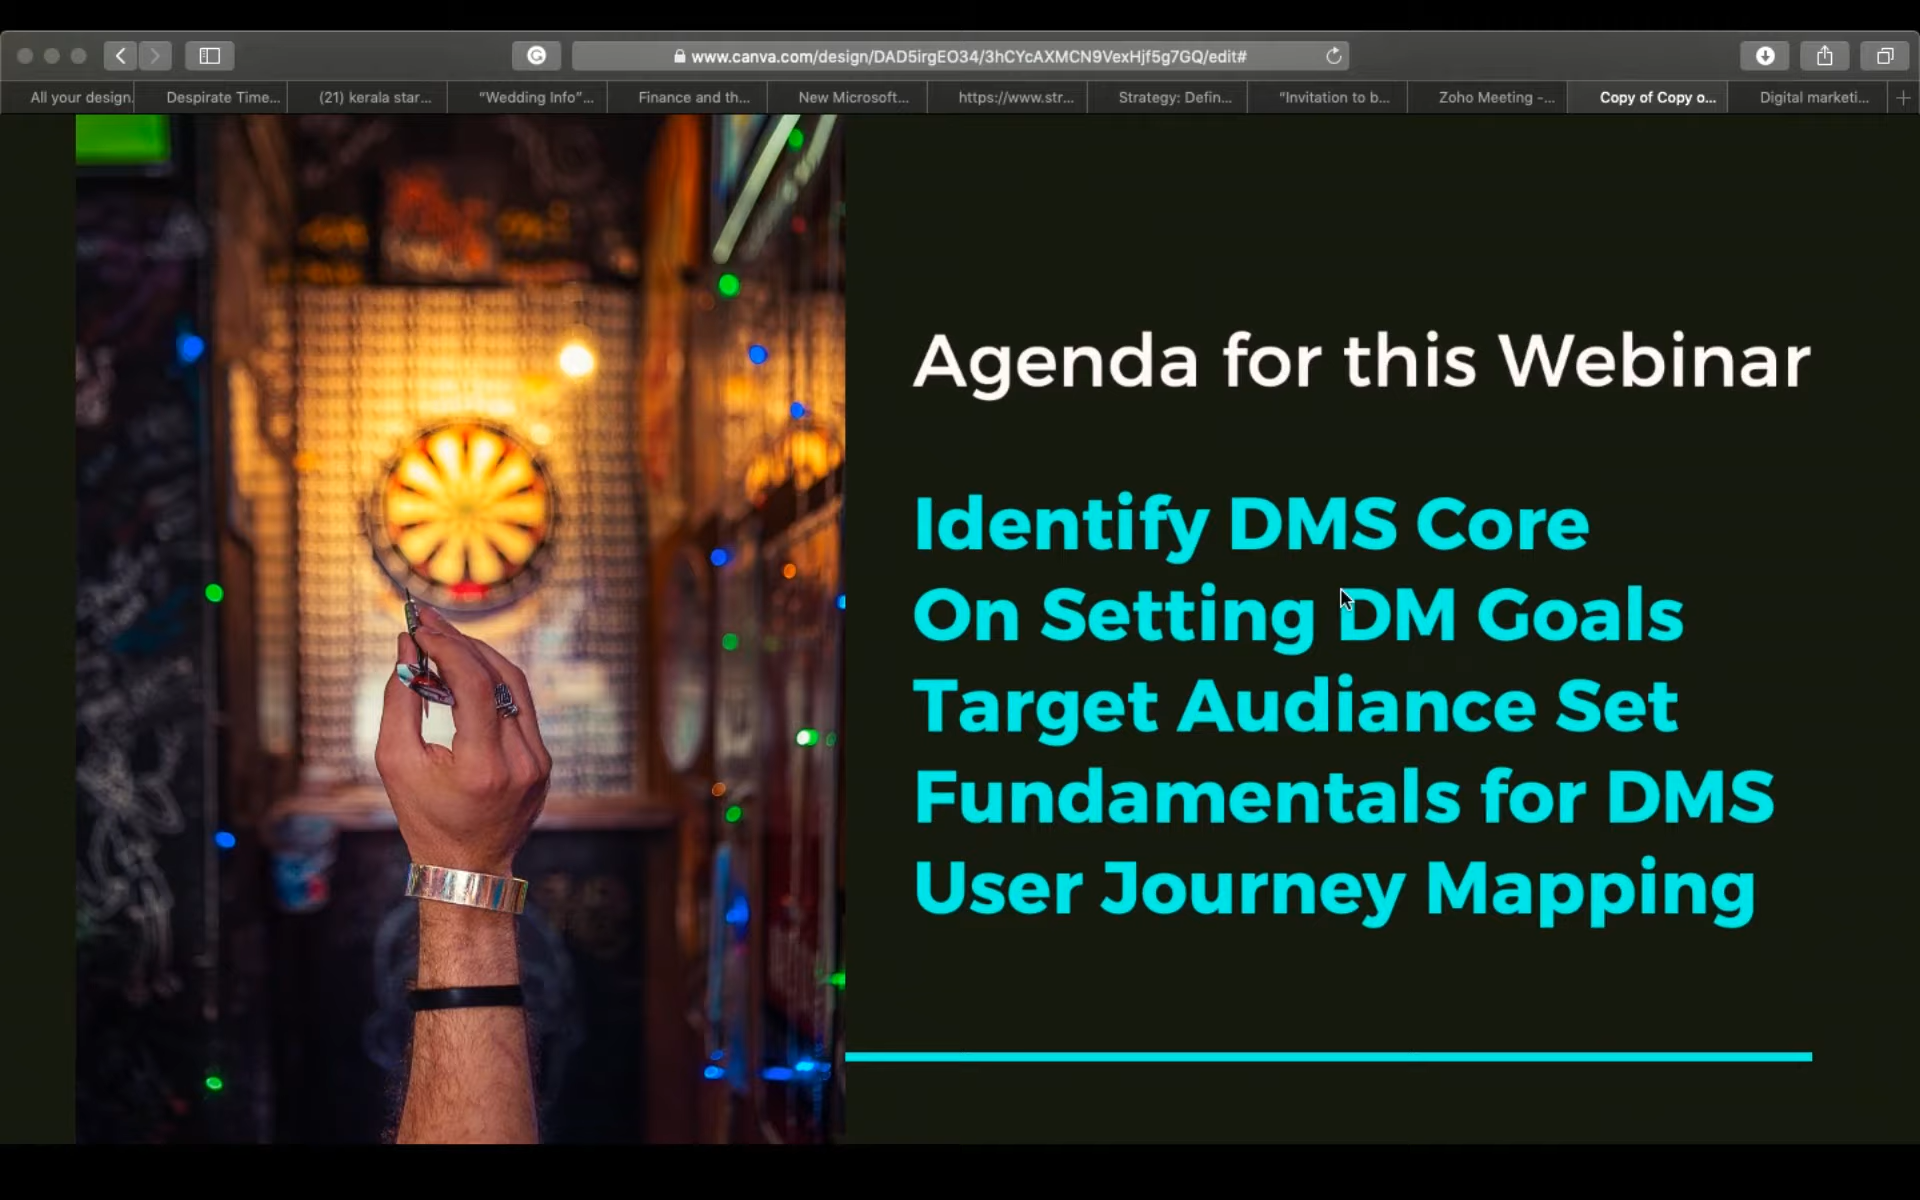 www.canva.com/design/DAD5irgEO34/3hCYcAXMCN9VexHjf5g7GQ/edit#
All your design.
Despirate Time...
(21) kerala star...
“Wedding Info”...
Finance and th...
New Microsoft...
https://www.str...
Strategy: Defin...
“Invitation to b...
Zoho Meeting -...
Copy of Copy o...
Digital marketi...
Agenda for this Webinar
Identify DMS Core
On Setting DM Goals
Target Audiance Set
Fundamentals for DMS
User Journey Mapping